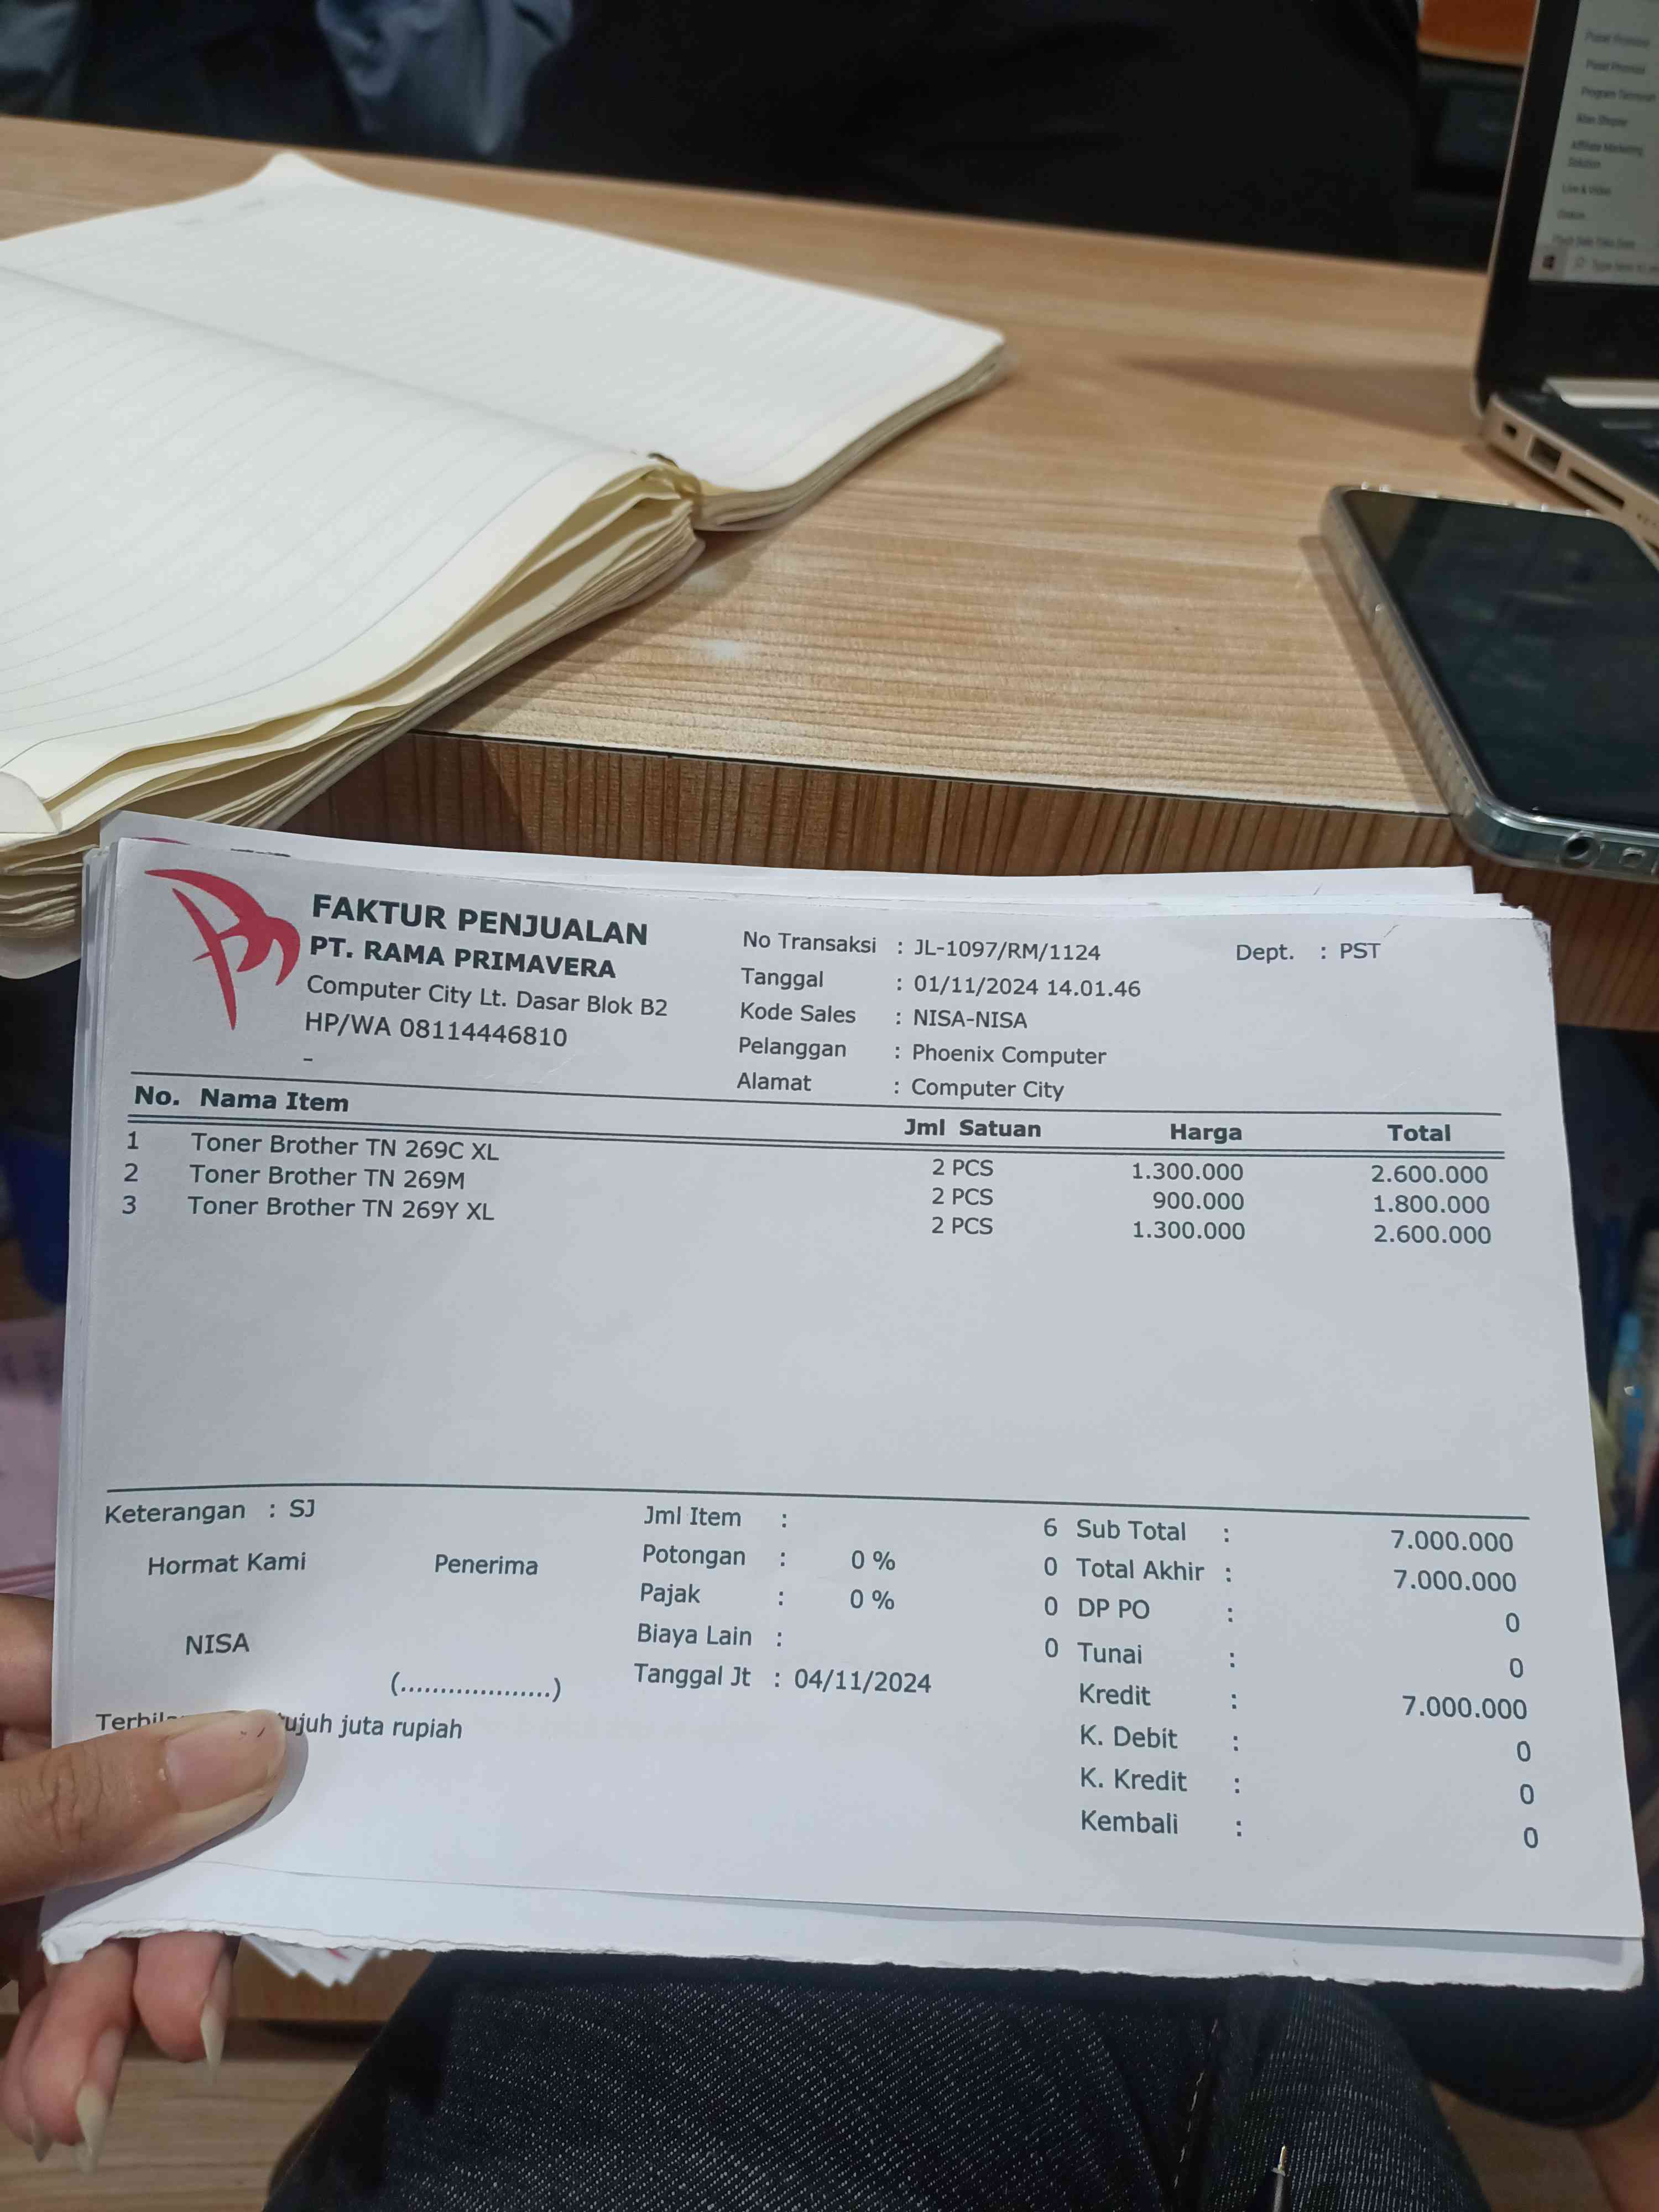 Pusat Promosi
Affiliate Marketing
Solution
Live & Video
FAKTUR PENJUALAN
PT. RAMA PRIMAVERA
Computer City Lt. Dasar Blok B2
HP/WA 08114446810
-
No Transaksi : JL-1097/RM/1124
Tanggal : 01/11/2024 14.01.46
Kode Sales : NISA-NISA
Pelanggan : Phoenix Computer
Alamat : Computer City
Dept. : PST
No. Nama Item Jml Satuan Harga Total
1 Toner Brother TN 269C XL 2 PCS 1.300.000 2.600.000
2 Toner Brother TN 269M 2 PCS 900.000 1.800.000
3 Toner Brother TN 269Y XL 2 PCS 1.300.000 2.600.000
Keterangan : SJ
Hormat Kami Penerima
NISA
(...................)
tujuh juta rupiah
Jml Item : 6
Potongan : 0 % 0
Pajak : 0 % 0
Biaya Lain : 0
Tanggal Jt : 04/11/2024
Sub Total : 7.000.000
Total Akhir : 7.000.000
DP PO : 0
Tunai : 0
Kredit : 7.000.000
K. Debit : 0
K. Kredit : 0
Kembali : 0